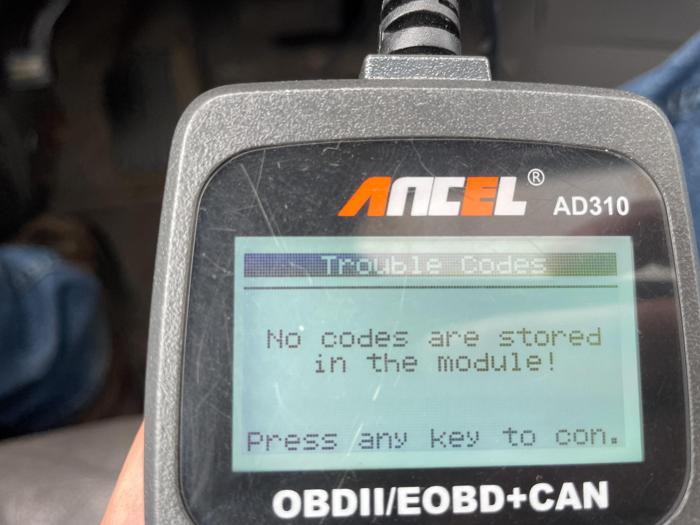 ANCEL® AD310
Trouble Codes
No codes are stored
in the module!
Press any key to con.
OBDII/EOBD+CAN